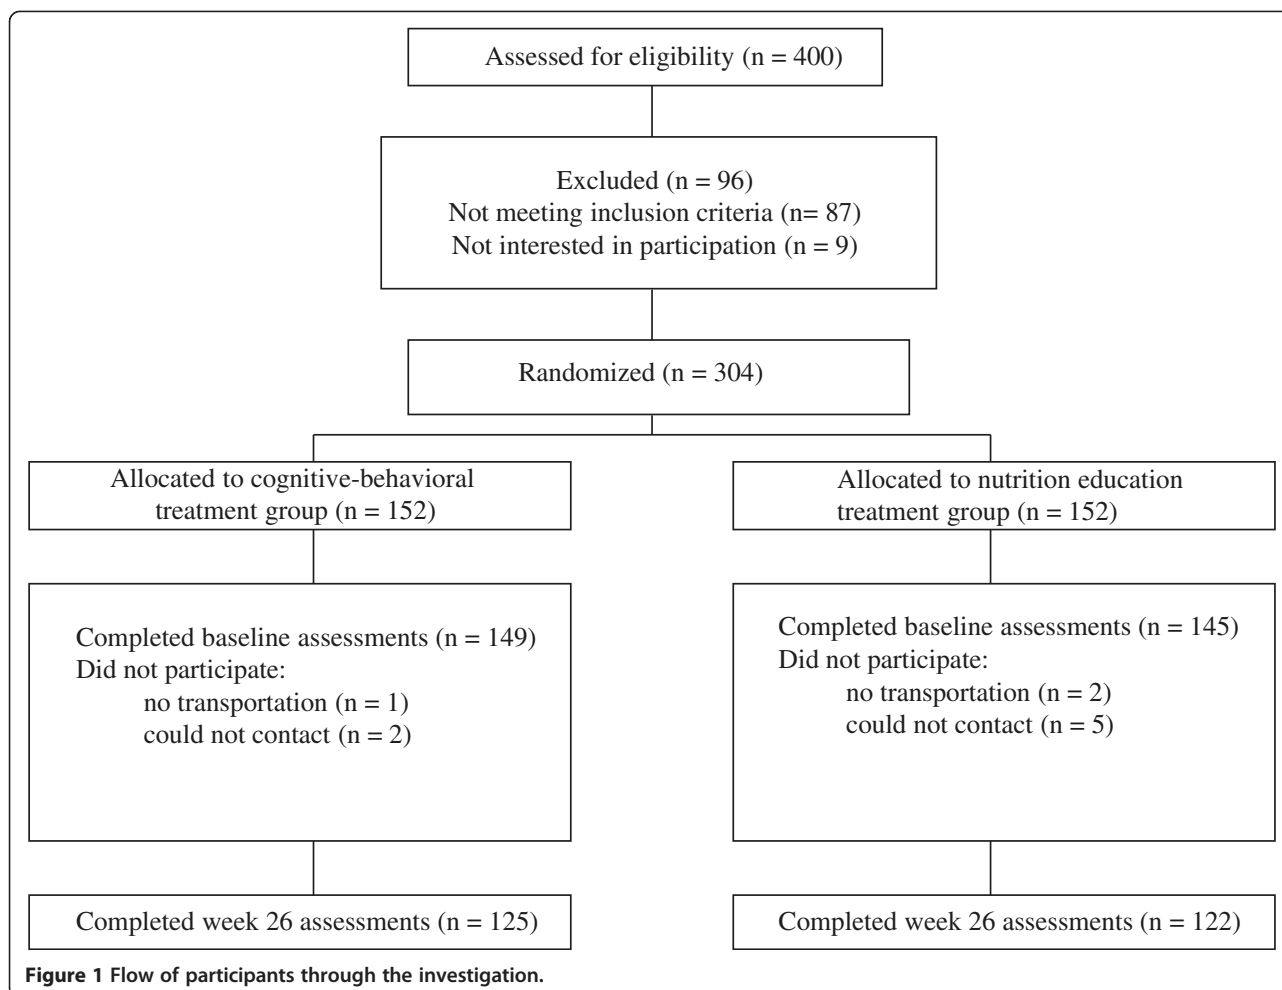 Assessed for eligibility (n = 400)
Excluded (n = 96)
Not meeting inclusion criteria (n= 87)
Not interested in participation (n = 9)
Randomized (n = 304)
Allocated to cognitive-behavioral
treatment group (n = 152)
Allocated to nutrition education
treatment group (n = 152)
Completed baseline assessments (n = 149)
Did not participate:
no transportation (n = 1)
could not contact (n = 2)
Completed baseline assessments (n = 145)
Did not participate:
no transportation (n = 2)
could not contact (n = 5)
Completed week 26 assessments (n = 125)
Completed week 26 assessments (n = 122)
Figure 1 Flow of participants through the investigation.